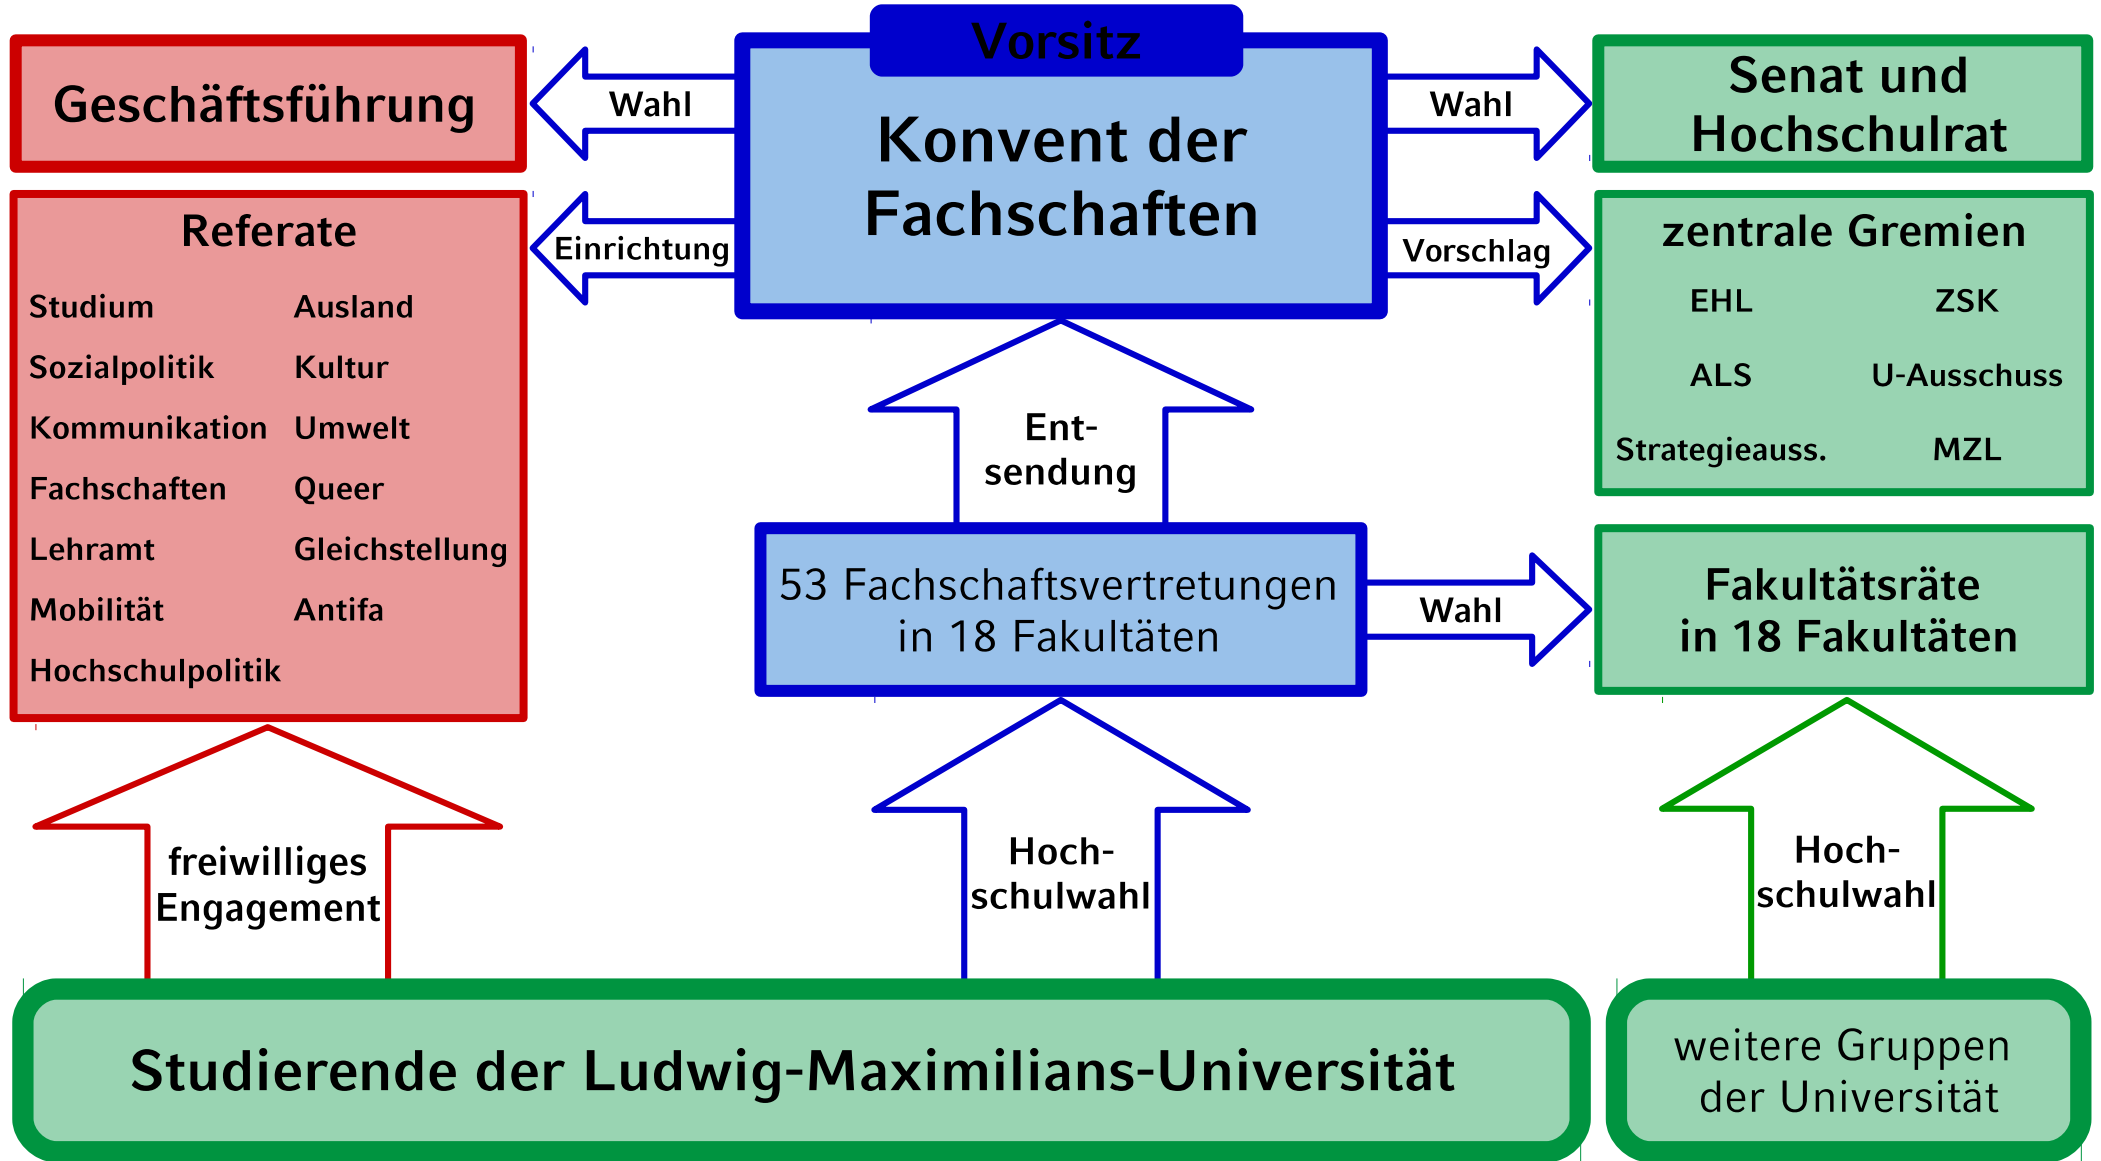 Vorsitz
Geschäftsführung
Wahl
Konvent der
Fachschaften
Wahl
Senat und
Hochschulrat
Einrichtung
Vorschlag
Referate
Studium
Ausland
Sozialpolitik
Kultur
Kommunikation
Umwelt
Fachschaften
Queer
Lehramt
Gleichstellung
Mobilität
Antifa
Hochschulpolitik
zentrale Gremien
EHL
ZSK
ALS
U-Ausschuss
Strategieauss.
MZL
Ent-
sendung
53 Fachschaftsvertretungen
in 18 Fakultäten
Wahl
Fakultätsräte
in 18 Fakultäten
freiwilliges
Engagement
Hoch-
schulwahl
Hoch-
schulwahl
Studierende der Ludwig-Maximilians-Universität
weitere Gruppen
der Universität